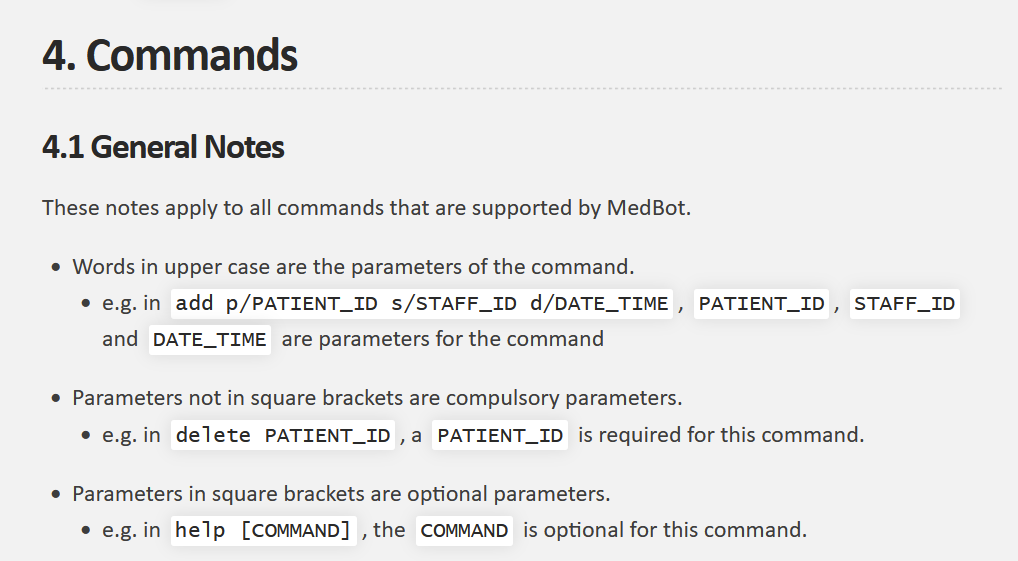 4. Commands
4.1 General Notes
These notes apply to all commands that are supported by MedBot.
• Words in upper case are the parameters of the command.
• e.g. in add p/PATIENT_ID s/STAFF_ID d/DATE_TIME , PATIENT_ID , STAFF_ID
and DATE_TIME are parameters for the command
• Parameters not in square brackets are compulsory parameters.
• e.g. in delete PATIENT_ID , a PATIENT_ID is required for this command.
• Parameters in square brackets are optional parameters.
• e.g. in help [COMMAND] , the COMMAND is optional for this command.